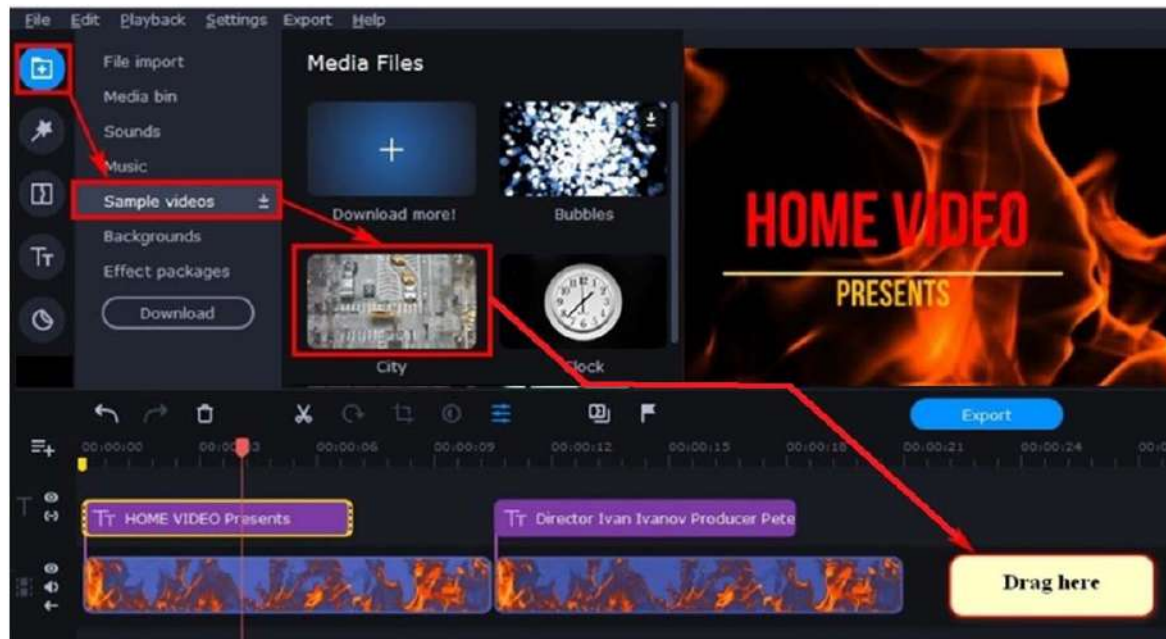 File Edit Playback Settings Export Help
File import
Media bin
Sounds
Music
Sample videos
Backgrounds
Effect packages
Download
Media Files
Download more!
Bubbles
City
Clock
HOME VIDEO
PRESENTS
Export
00:00:00 00:00:06 00:00:09 00:00:12 00:00:15 00:00:18 00:00:21 00:00:24
T
Tт HOME VIDEO Presents
Tт Director Ivan Ivanov Producer Pete
Drag here